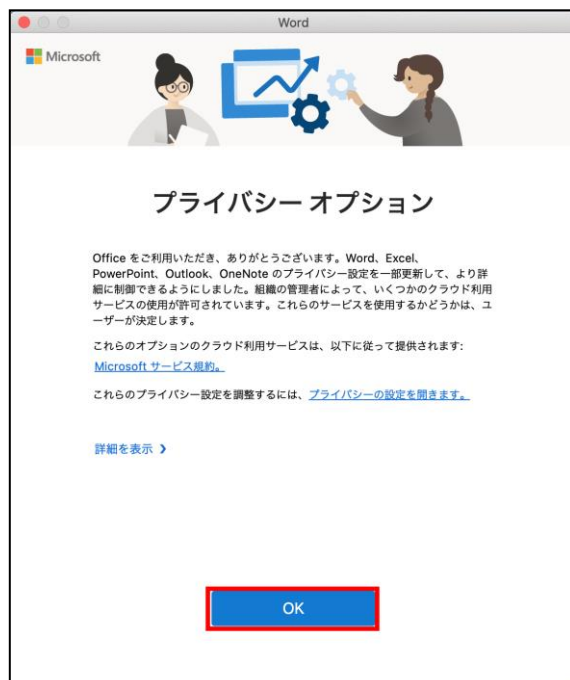 Word
Microsoft
プライバシー オプション
Office をご利用いただき、ありがとうございます。Word、Excel、
PowerPoint、Outlook、OneNote のプライバシー設定を一部更新して、より詳
細に制御できるようにしました。組織の管理者によって、いくつかのクラウド利用
サービスの使用が許可されています。これらのサービスを使用するかどうかは、ユ
ーザーが決定します。
これらのオプションのクラウド利用サービスは、以下に従って提供されます:
Microsoft サービス規約。
これらのプライバシー設定を調整するには、プライバシーの設定を開きます。
詳細を表示 ❯
OK